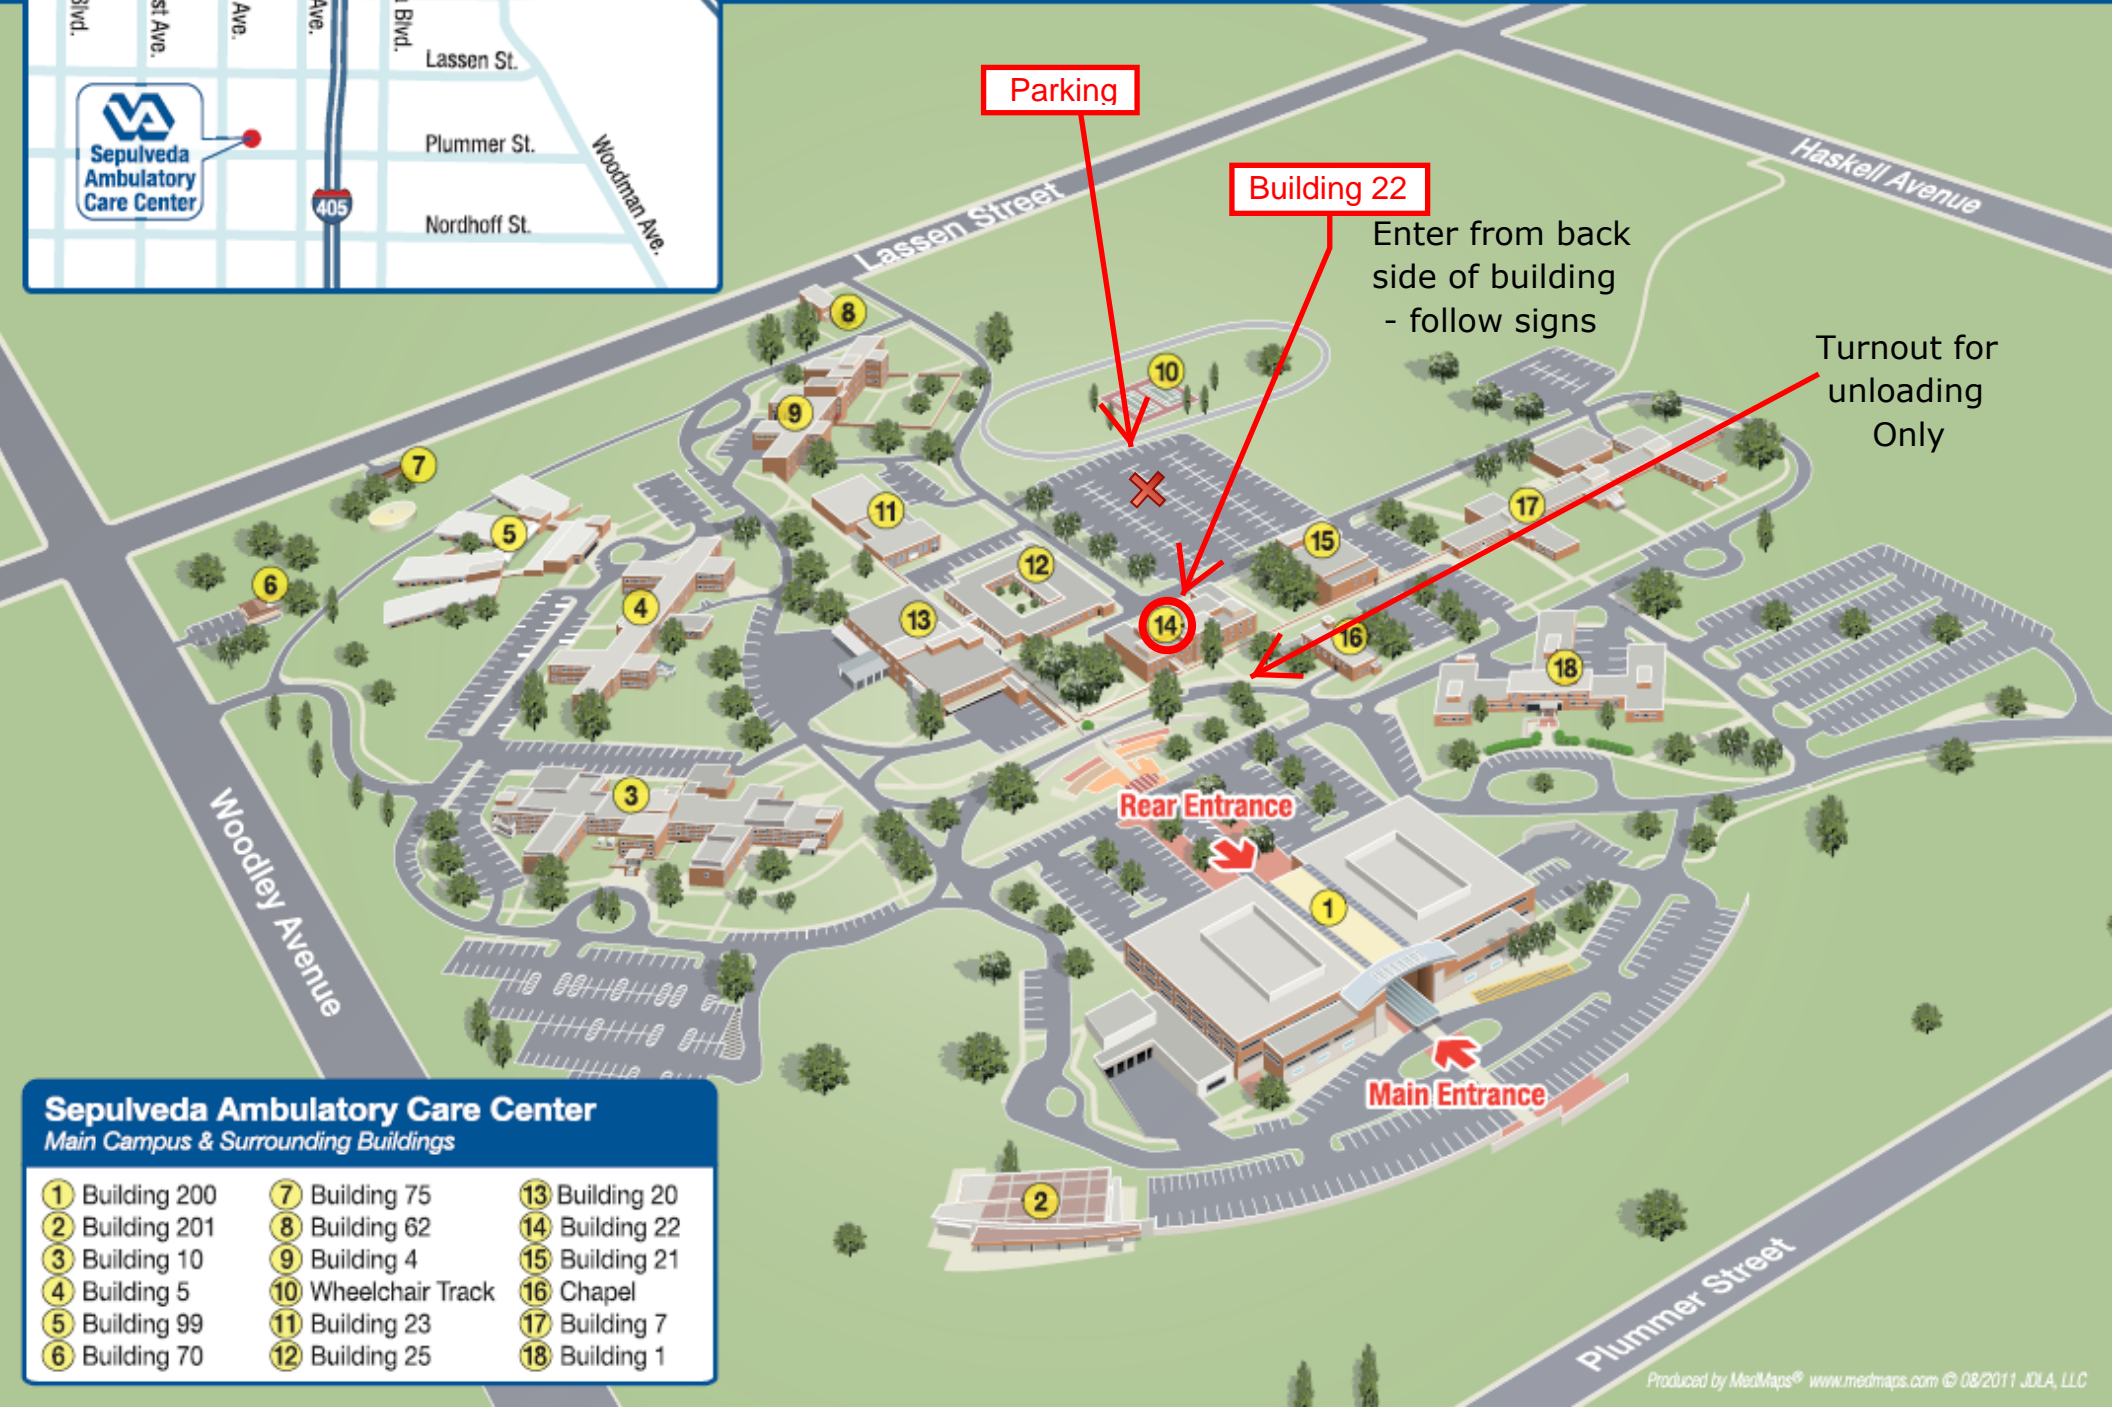 Blvd.
st Ave.
Ave.
Ave.
Blvd.
Lassen St.
Plummer St.
Nordhoff St.
Woodman Ave.
405
VA
Sepulveda
Ambulatory
Care Center
Parking
Building 22
Enter from back
side of building
- follow signs
Turnout for
unloading
Only
Lassen Street
Haskell Avenue
Woodley Avenue
Plummer Street
8
10
9
7
5
11
17
15
12
6
4
13
14
16
18
3
Rear Entrance
1
Main Entrance
2
Sepulveda Ambulatory Care Center
Main Campus & Surrounding Buildings
1 Building 200
2 Building 201
3 Building 10
4 Building 5
5 Building 99
6 Building 70
7 Building 75
8 Building 62
9 Building 4
10 Wheelchair Track
11 Building 23
12 Building 25
13 Building 20
14 Building 22
15 Building 21
16 Chapel
17 Building 7
18 Building 1
Produced by MedMaps® www.medmaps.com © 08/2011 JDLA, LLC